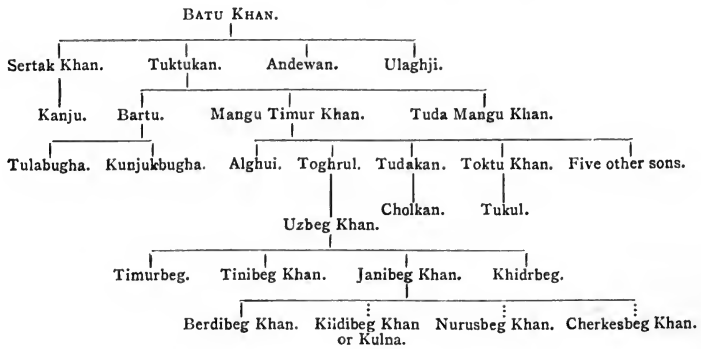 BATU KHAN.
Sertak Khan. Tuktukan. Andewan. Ulaghji.
Kanju. Bartu. Mangu Timur Khan. Tuda Mangu Khan.
Tulabugha. Kunjukbugha. Alghui. Toghrul. Tudakan. Toktu Khan. Five other sons.
Cholkan. Tukul.
Uzbeg Khan.
Timurbeg. Tinibeg Khan. Janibeg Khan. Khidrbeg.
Berdibeg Khan. Kildibeg Khan Nurusbeg Khan. Cherkesbeg Khan.
or Kulna.